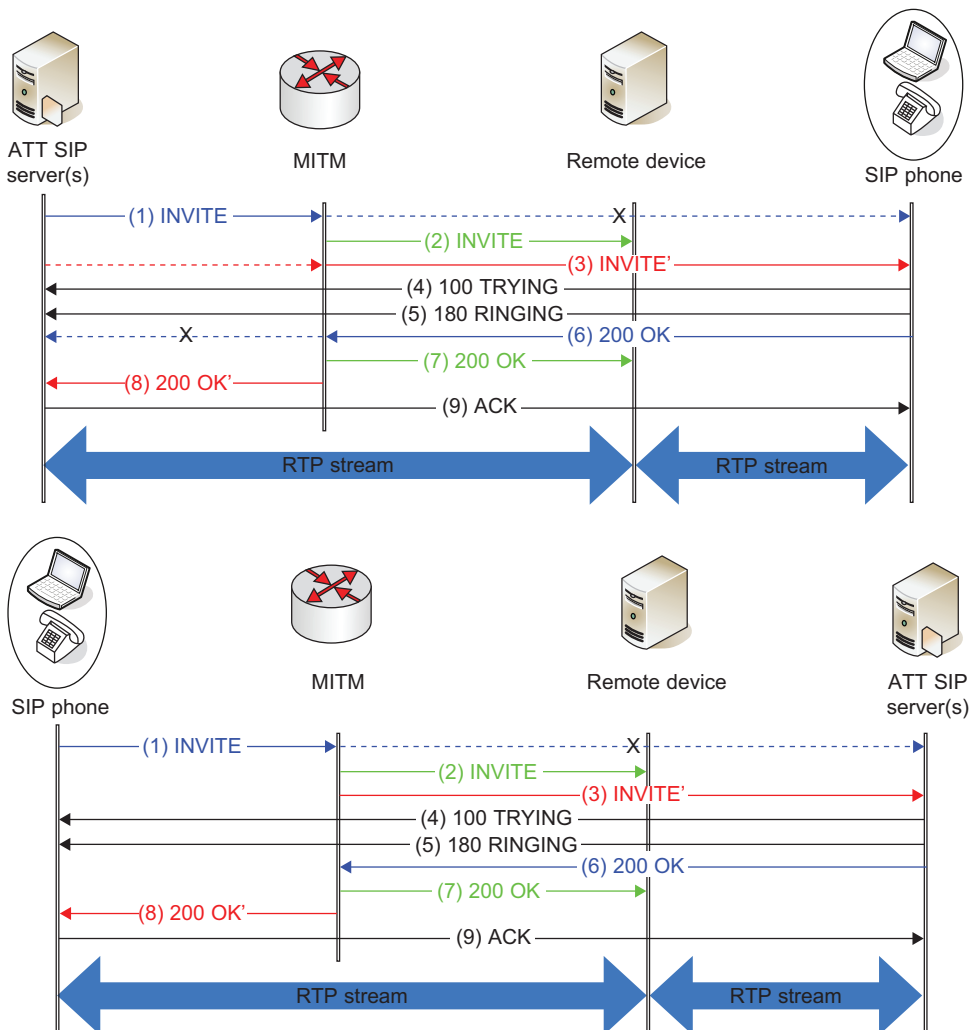 ATT SIP
server(s)
MITM
Remote device
SIP phone
(1) INVITE
X
(2) INVITE
(3) INVITE'
(4) 100 TRYING
(5) 180 RINGING
X
(6) 200 OK
(7) 200 OK
(8) 200 OK'
(9) ACK
RTP stream
RTP stream
SIP phone
MITM
Remote device
ATT SIP
server(s)
(1) INVITE
X
(2) INVITE
(3) INVITE'
(4) 100 TRYING
(5) 180 RINGING
(6) 200 OK
(7) 200 OK
(8) 200 OK'
(9) ACK
RTP stream
RTP stream